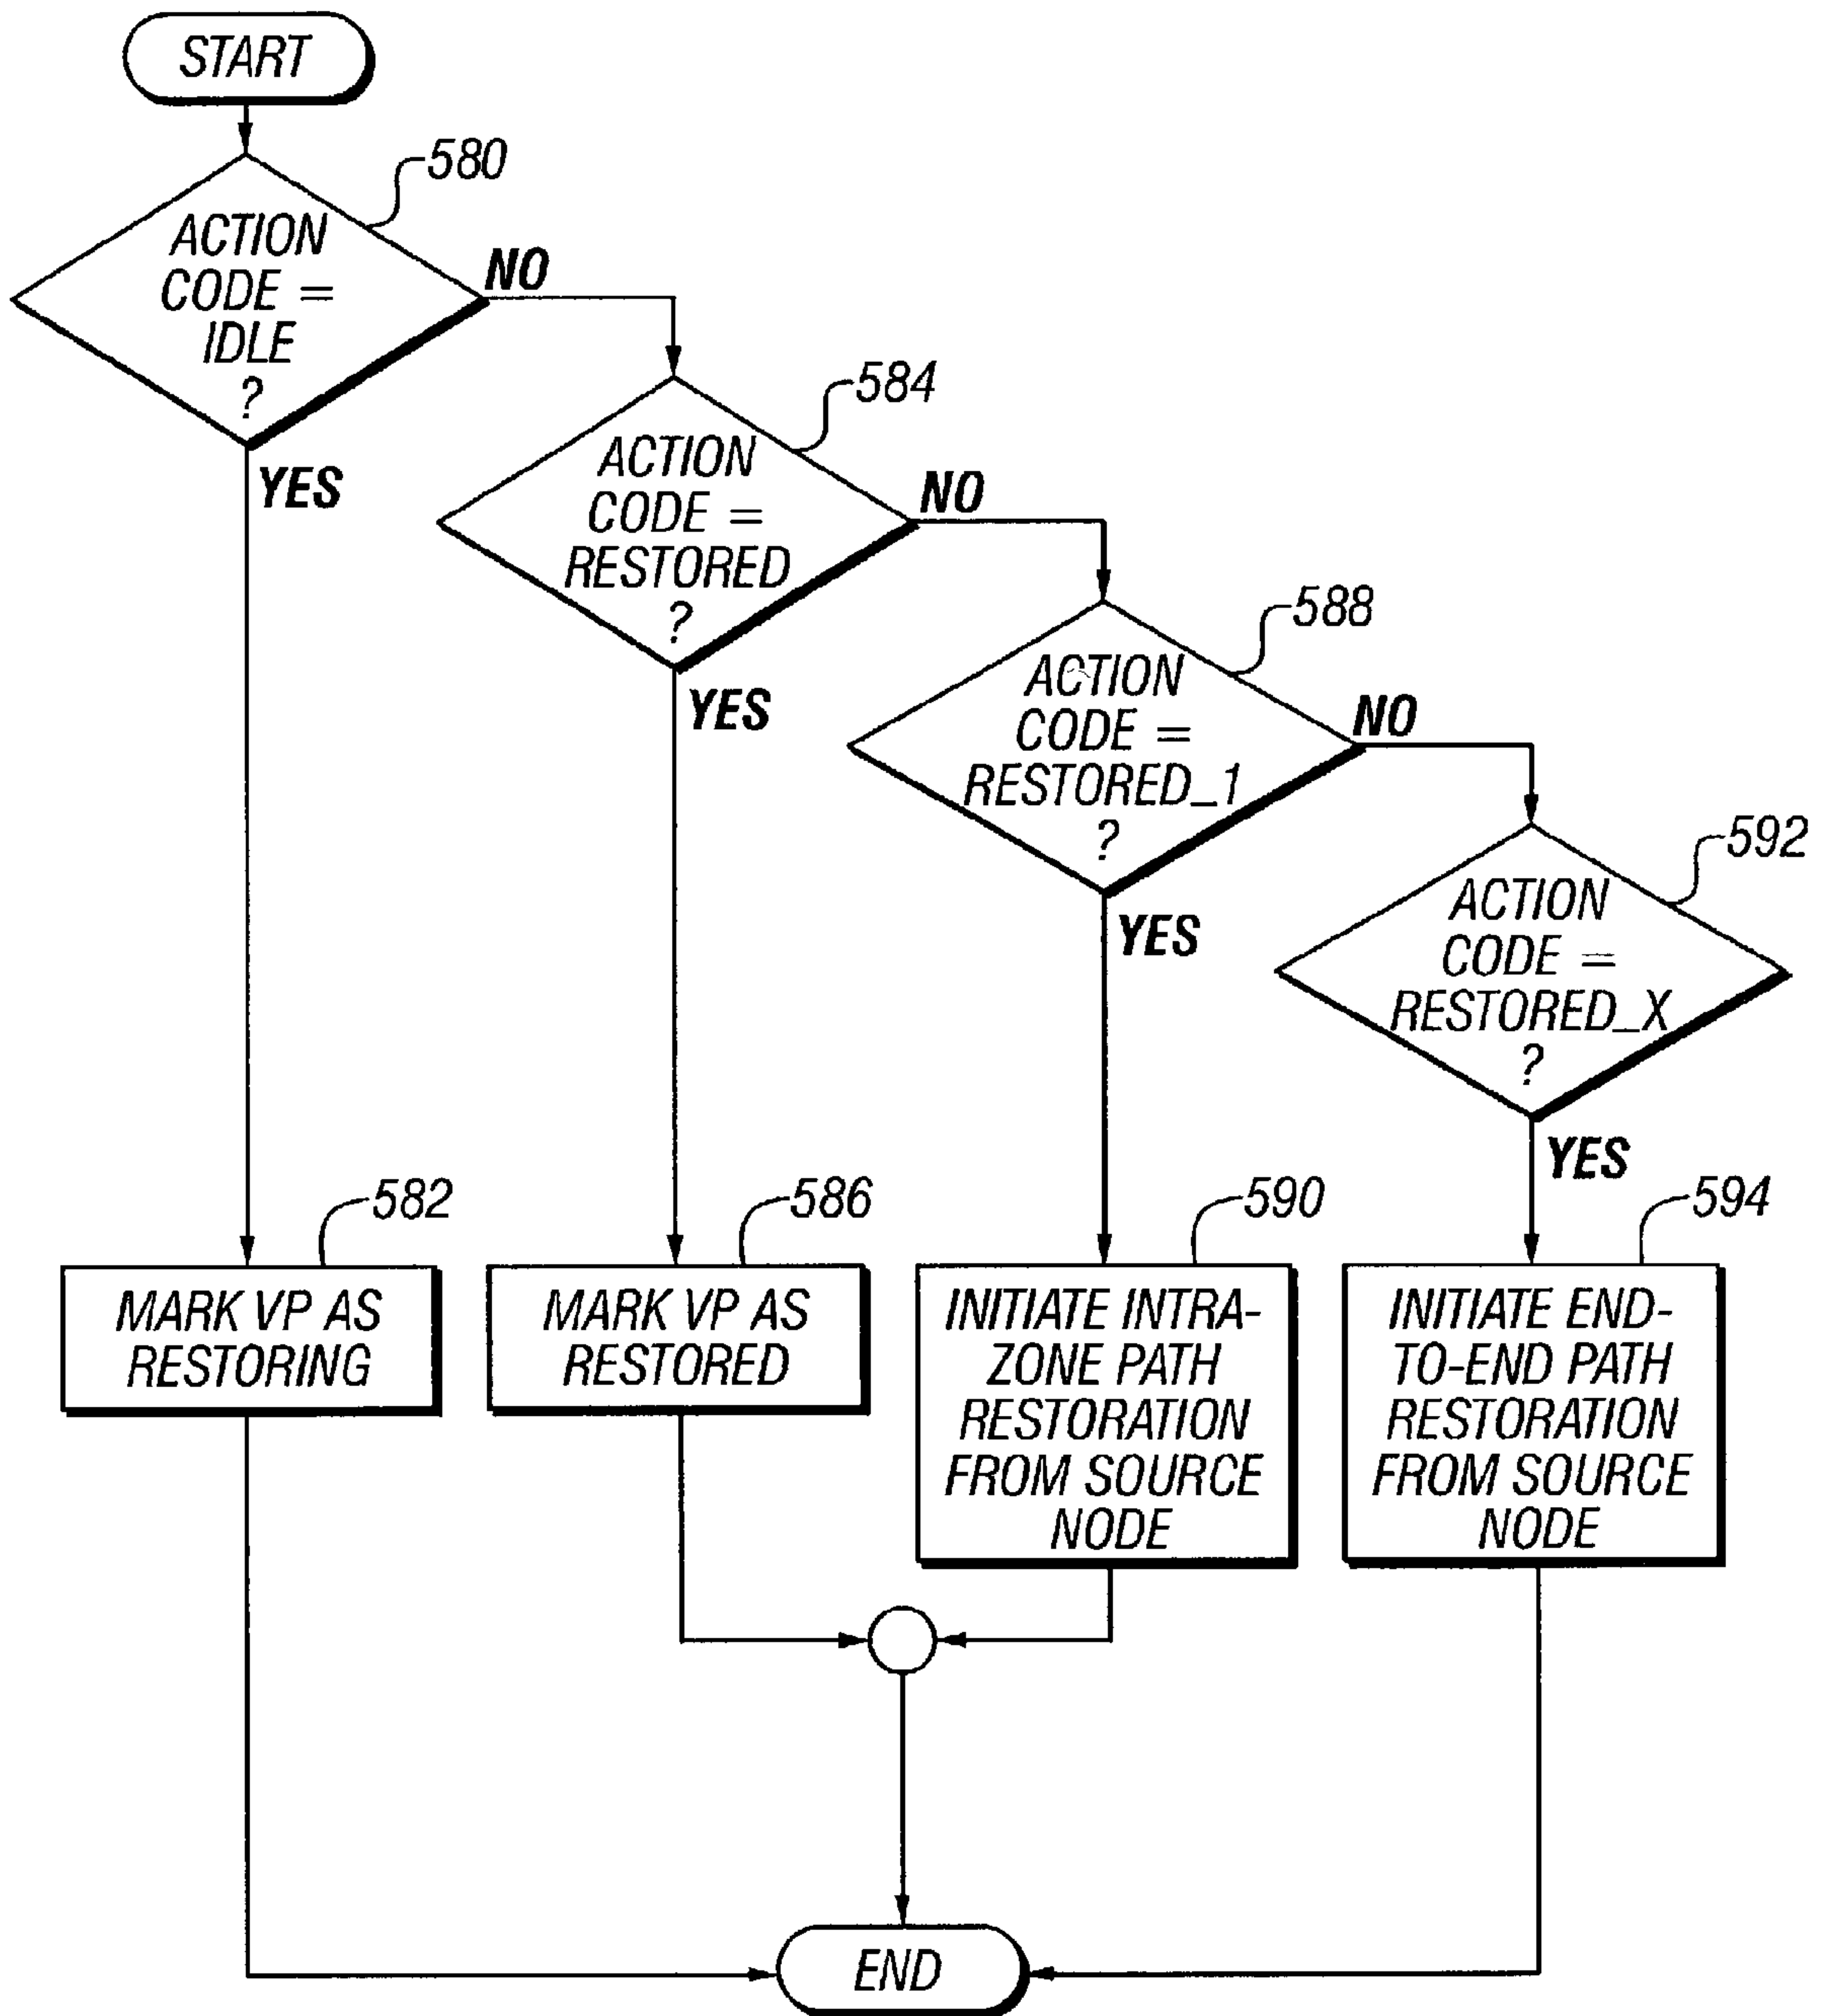 START
580
ACTION
CODE =
IDLE
?
NO
YES
584
ACTION
CODE =
RESTORED
?
NO
YES
588
ACTION
CODE =
RESTORED_1
?
NO
YES
592
ACTION
CODE =
RESTORED_X
?
YES
582
MARK VP AS
RESTORING
586
MARK VP AS
RESTORED
590
INITIATE INTRA-
ZONE PATH
RESTORATION
FROM SOURCE
NODE
594
INITIATE END-
TO-END PATH
RESTORATION
FROM SOURCE
NODE
END